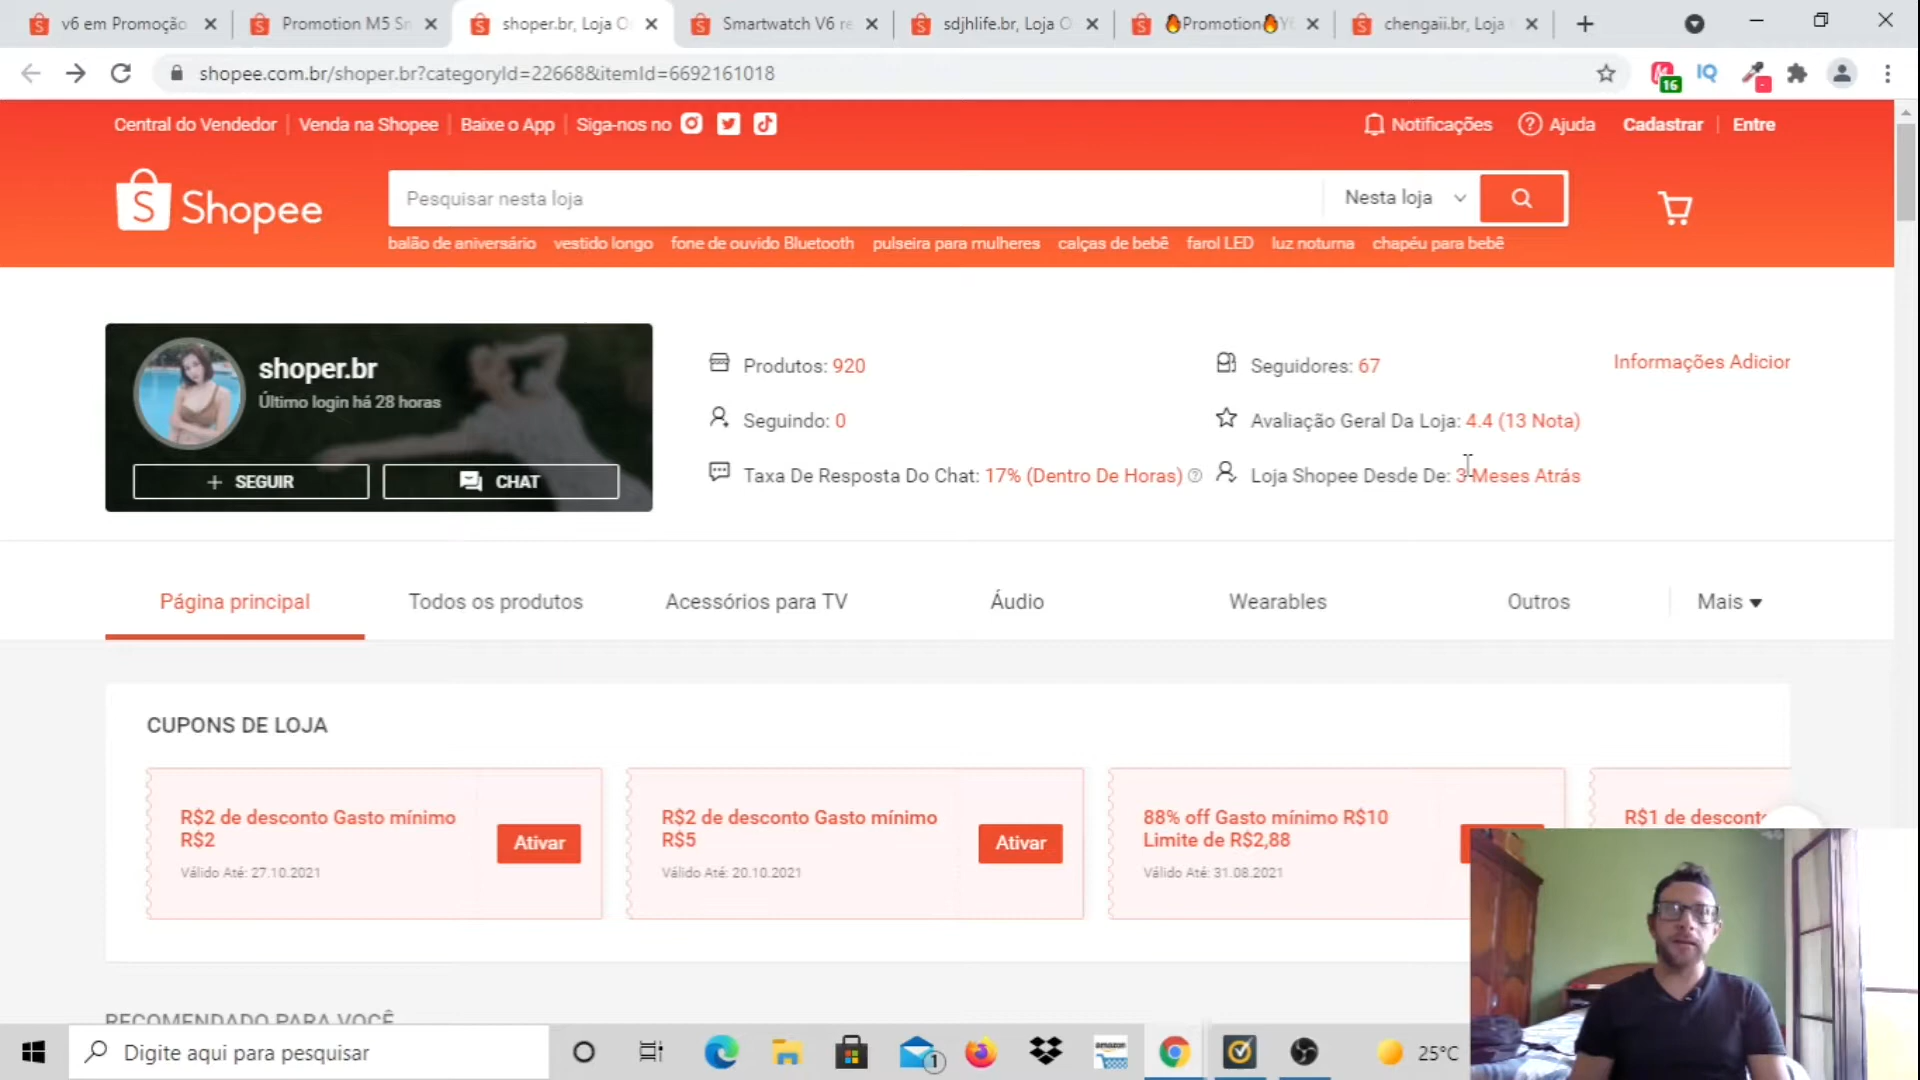 v6 em Promoção
Promotion M5 Sn
shoper.br, Loja O
Smartwatch V6 re
sdjhlife.br, Loja O
🔥Promotion🔥Y
chengaii.br, Loja
shopee.com.br/shoper.br?categoryId=22668&itemId=6692161018
16
IQ
Central do Vendedor | Venda na Shopee | Baixe o App | Siga-nos no
Notificações
Ajuda
Cadastrar | Entre
Shopee
Pesquisar nesta loja
Nesta loja
balão de aniversário vestido longo fone de ouvido Bluetooth pulseira para mulheres calças de bebê farol LED luz noturna chapéu para bebê
shoper.br
Último login há 28 horas
+ SEGUIR
CHAT
Produtos: 920
Seguindo: 0
Taxa De Resposta Do Chat: 17% (Dentro De Horas)
Seguidores: 67
Avaliação Geral Da Loja: 4.4 (13 Nota)
Loja Shopee Desde De: 3 Meses Atrás
Informações Adicior
Página principal
Todos os produtos
Acessórios para TV
Áudio
Wearables
Outros
Mais
CUPONS DE LOJA
R$2 de desconto Gasto mínimo
R$2
Válido Até: 27.10.2021
Ativar
R$2 de desconto Gasto mínimo
R$5
Válido Até: 20.10.2021
Ativar
88% off Gasto mínimo R$10
Limite de R$2,88
Válido Até: 31.08.2021
R$1 de desconto
RECOMENDADO PARA VOCÊ
Digite aqui para pesquisar
1
amazon
25°C